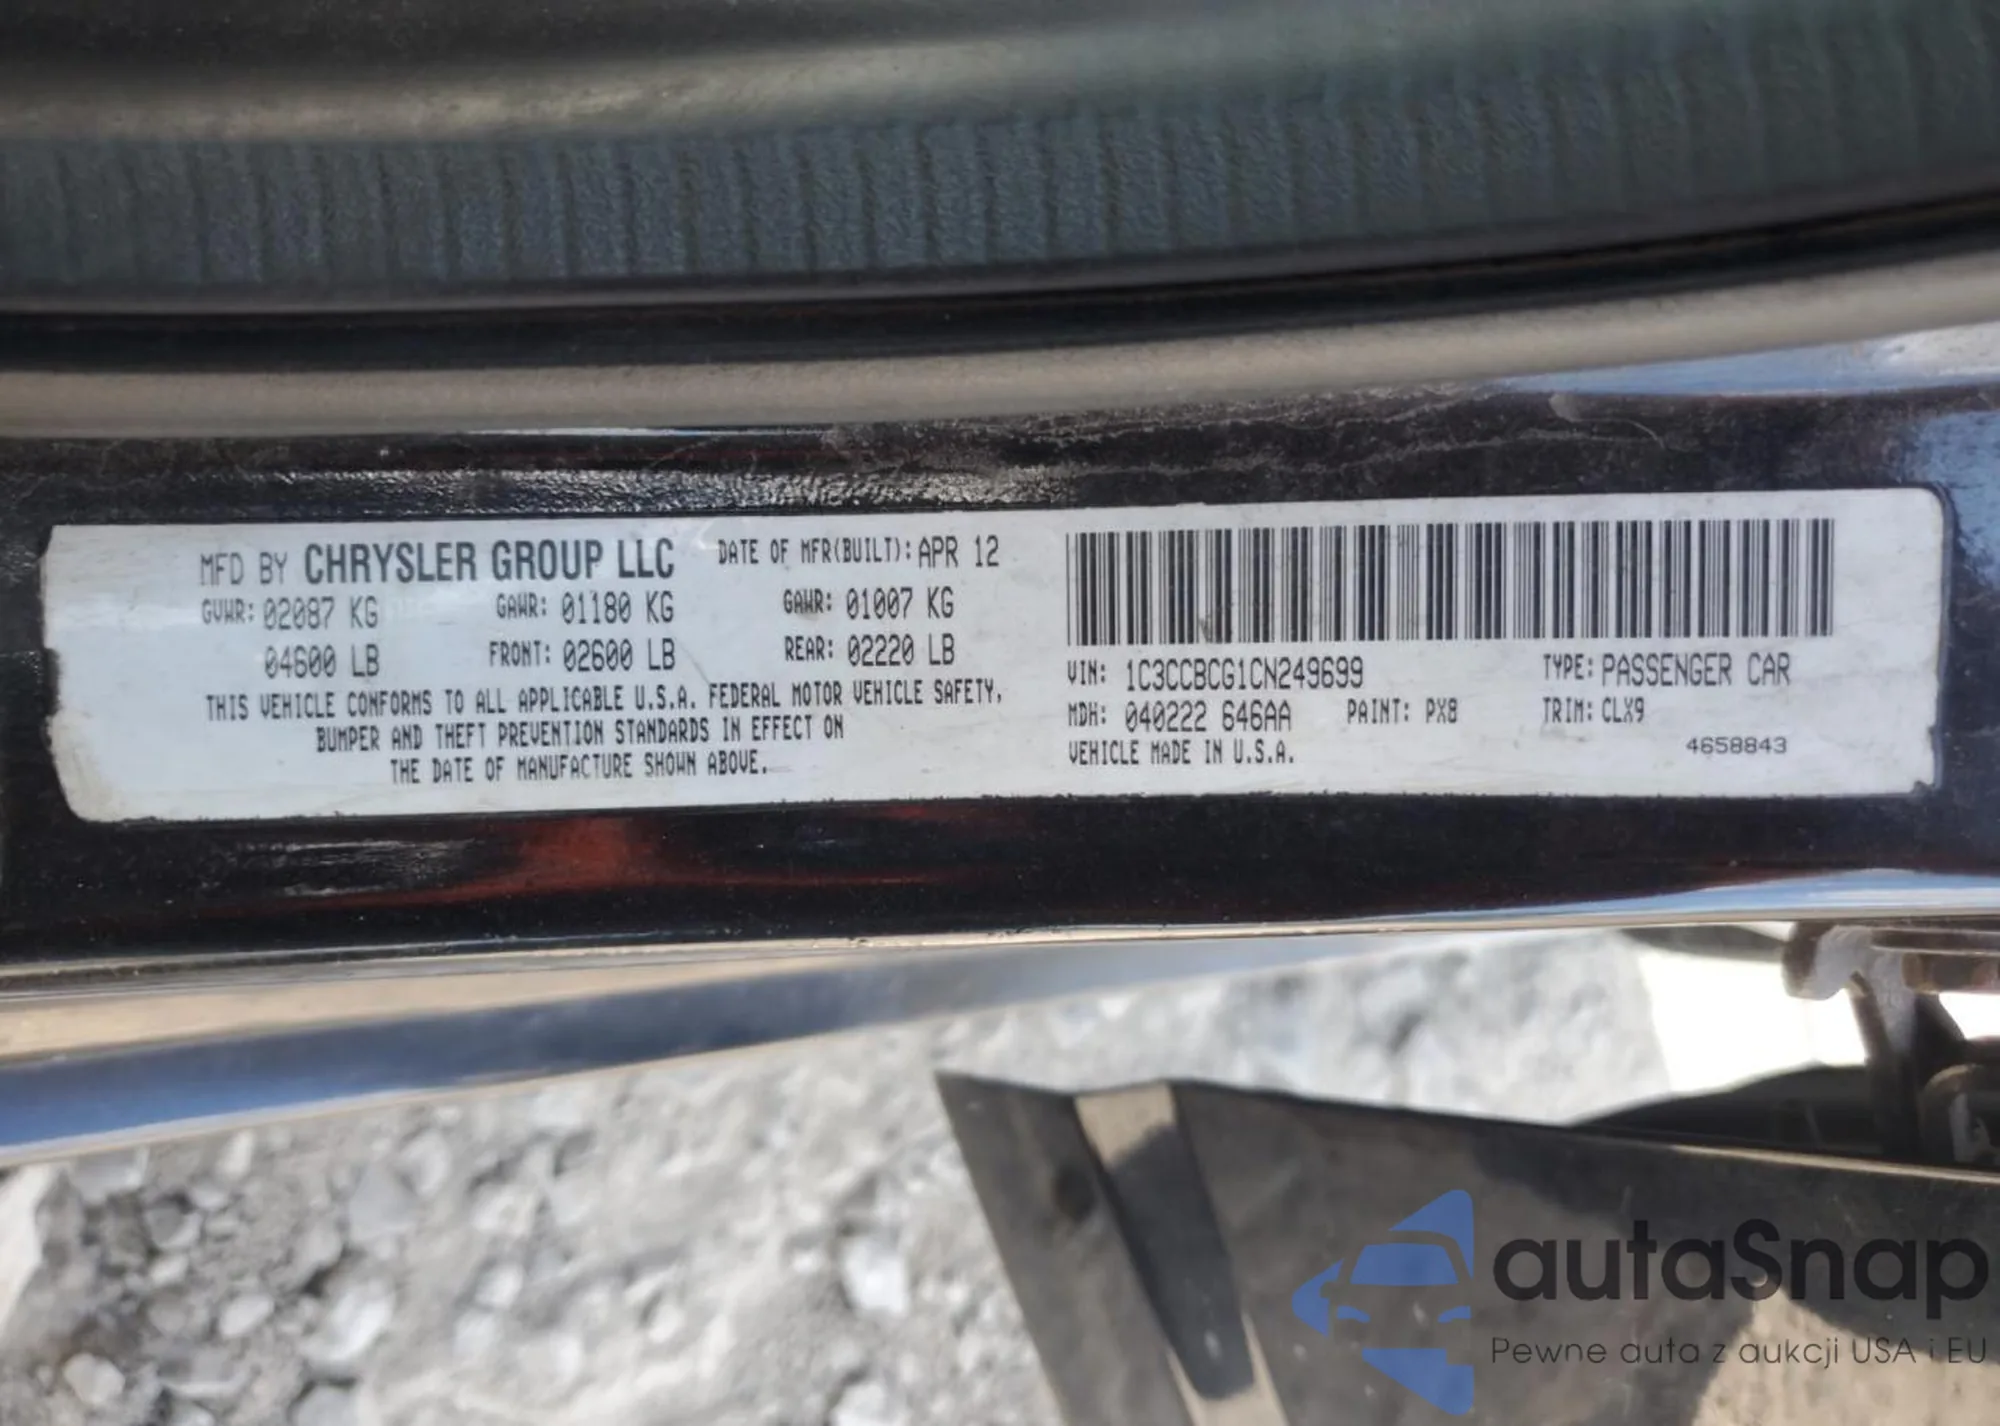 MFD BY CHRYSLER GROUP LLC DATE OF MFR(BUILT): APR 12
GVWR: 02087 KG GAWR: 01180 KG GAWR: 01007 KG
04600 LB FRONT: 02600 LB REAR: 02220 LB
THIS VEHICLE CONFORMS TO ALL APPLICABLE U.S.A. FEDERAL MOTOR VEHICLE SAFETY,
BUMPER AND THEFT PREVENTION STANDARDS IN EFFECT ON
THE DATE OF MANUFACTURE SHOWN ABOVE.
VIN: 1C3CCBCG1CN249699 TYPE: PASSENGER CAR
MDH: 040222 646AA PAINT: PX8 TRIM: CLX9
VEHICLE MADE IN U.S.A. 4658843
autaSnap
Pewne auta z aukcji USA i EU